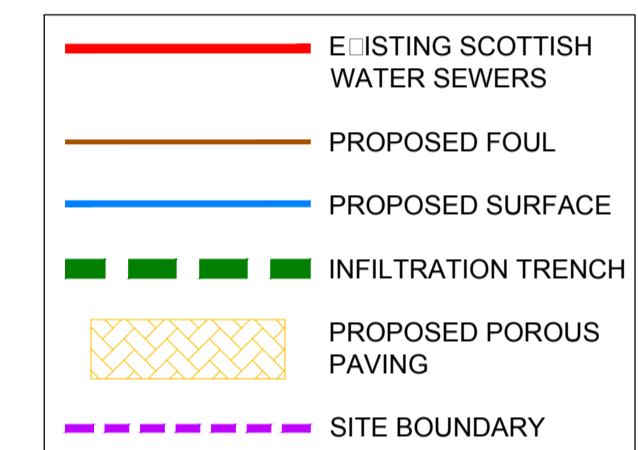 E□ISTING SCOTTISH
WATER SEWERS
PROPOSED FOUL
PROPOSED SURFACE
INFILTRATION TRENCH
PROPOSED POROUS
PAVING
SITE BOUNDARY